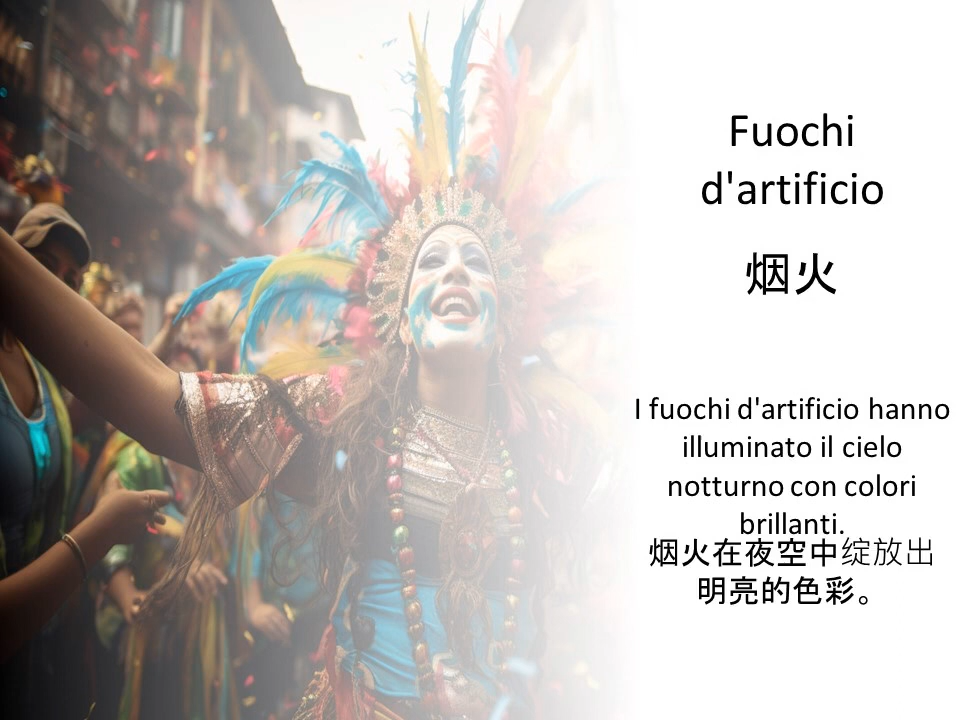 Fuochi
d'artificio
烟火
I fuochi d'artificio hanno
illuminato il cielo
notturno con colori
brillanti.
烟火在夜空中绽放出
明亮的色彩。